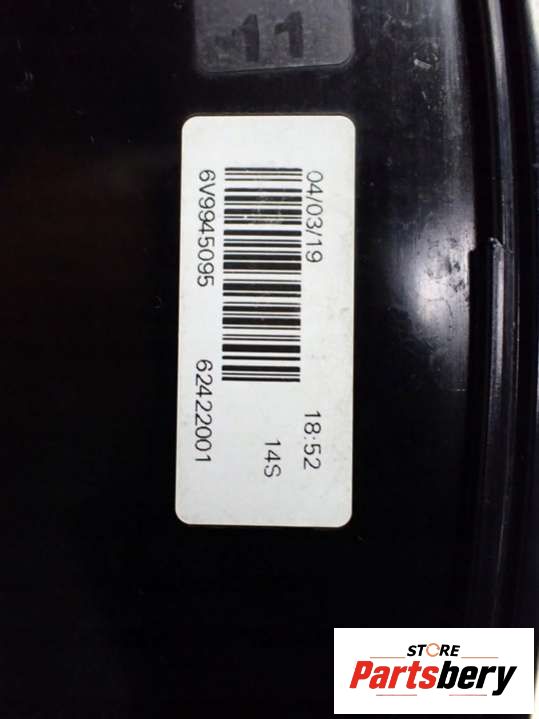 11
04/03/19 18:52
14S
6V9945095 62422001
STORE
Partsbery